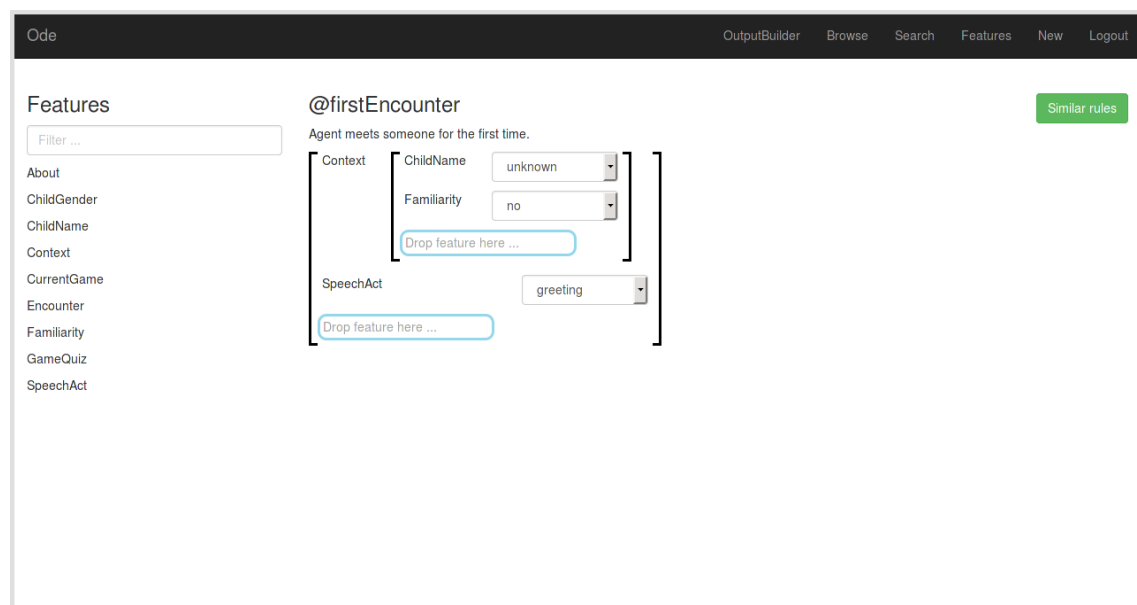 Ode OutputBuilder Browse Search Features New Logout
Features
Filter ...
About
ChildGender
ChildName
Context
CurrentGame
Encounter
Familiarity
GameQuiz
SpeechAct
@firstEncounter
Agent meets someone for the first time.
Context ChildName unknown
Familiarity no
Drop feature here ...
SpeechAct greeting
Drop feature here ...
Similar rules